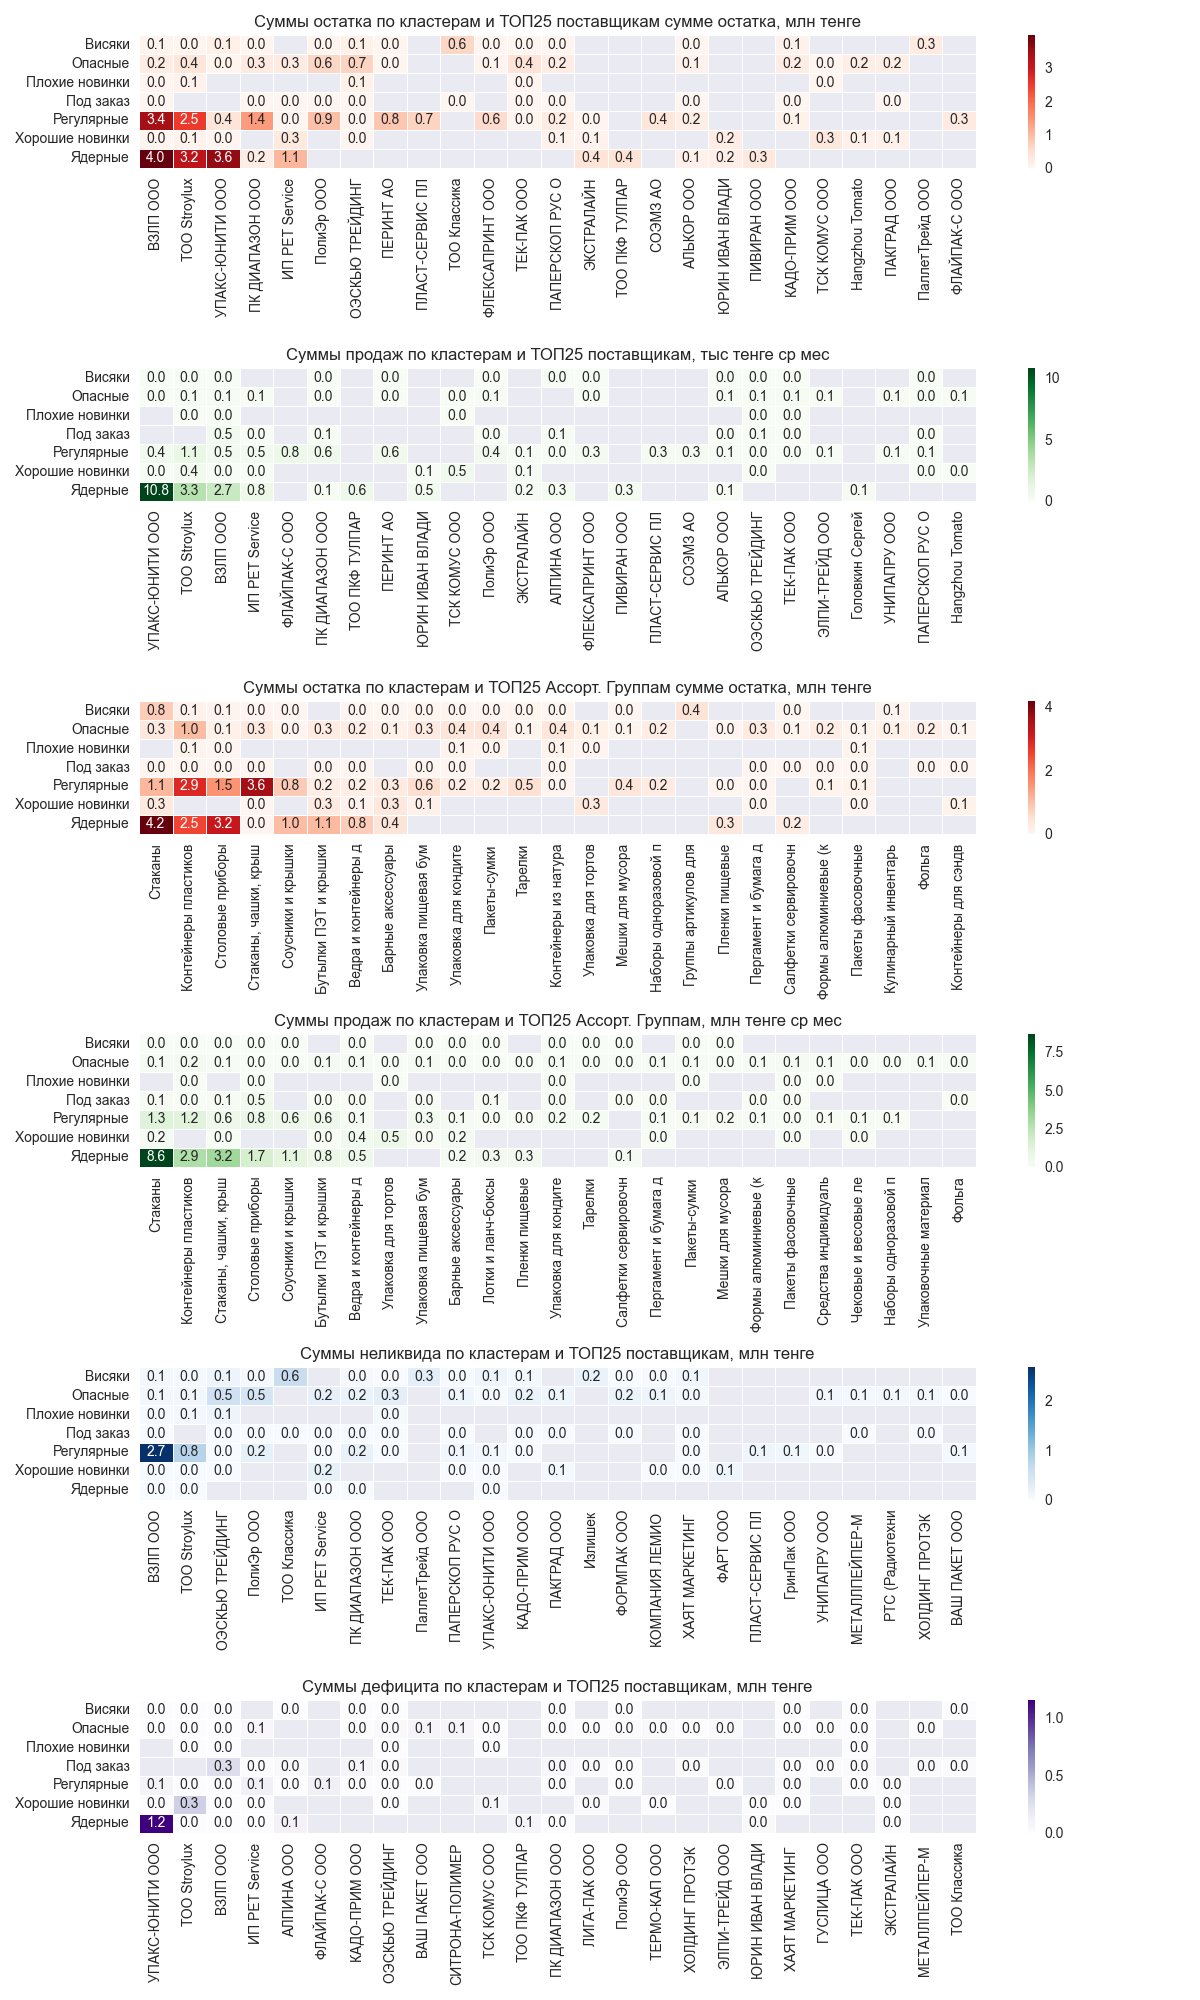 Суммы остатка по кластерам и ТОП25 поставщикам сумме остатка, млн тенге
Висяки 0.1 0.0 0.1 0.0 0.0 0.1 0.0 0.6 0.0 0.0 0.0 0.0 0.1 0.3
Опасные 0.2 0.4 0.0 0.3 0.3 0.6 0.7 0.0 0.1 0.4 0.2 0.1 0.2 0.0 0.2 0.2
Плохие новинки 0.0 0.1 0.1 0.0 0.0
Под заказ 0.0 0.0 0.0 0.0 0.0 0.0 0.0 0.0 0.0 0.0 0.0
Регулярные 3.4 2.5 0.4 1.4 0.0 0.9 0.0 0.8 0.7 0.6 0.0 0.2 0.0 0.4 0.2 0.1 0.3
Хорошие новинки 0.0 0.1 0.0 0.3 0.0 0.1 0.1 0.2 0.3 0.1 0.1
Ядерные 4.0 3.2 3.6 0.2 1.1 0.4 0.4 0.1 0.2 0.3
3
2
1
0
ВЗЛП ООО
ТОО Stroylux
УПАКС-ЮНИТИ ООО
ПК ДИАПАЗОН ООО
ИП РЕТ Service
ПолиЭр ООО
ОЭСКЬЮ ТРЕЙДИНГ
ПЕРИНТ АО
ПЛАСТ-СЕРВИС ПЛ
ТОО Классика
ФЛЕКСАПРИНТ ООО
ТЕК-ПАК ООО
ПАПЕРСКОП РУС О
ЭКСТРАЛАЙН
ТОО ПКФ ТУЛПАР
СОЭМЗ АО
АЛЬКОР ООО
ЮРИН ИВАН ВЛАДИ
ПИВИРАН ООО
КАДО-ПРИМ ООО
ТСК КОМУС ООО
Hangzhou Tomato
ПАКГРАД ООО
ПаллетТрейд ООО
ФЛАЙПАК-С ООО
Суммы продаж по кластерам и ТОП25 поставщикам, тыс тенге ср мес
Висяки 0.0 0.0 0.0 0.0 0.0 0.0 0.0 0.0 0.0 0.0 0.0 0.0
Опасные 0.0 0.1 0.1 0.1 0.0 0.0 0.0 0.1 0.0 0.1 0.1 0.1 0.1 0.1 0.0 0.1
Плохие новинки 0.0 0.0 0.0 0.0 0.0
Под заказ 0.5 0.0 0.1 0.0 0.1 0.0 0.1 0.0 0.0
Регулярные 0.4 1.1 0.5 0.5 0.8 0.6 0.6 0.4 0.1 0.0 0.3 0.3 0.3 0.1 0.0 0.0 0.1 0.1 0.1
Хорошие новинки 0.0 0.4 0.0 0.0 0.1 0.5 0.1 0.0 0.0 0.0
Ядерные 10.8 3.3 2.7 0.8 0.1 0.6 0.5 0.2 0.3 0.3 0.1 0.1
10
5
0
УПАКС-ЮНИТИ ООО
ТОО Stroylux
ВЗЛП ООО
ИП РЕТ Service
ФЛАЙПАК-С ООО
ПК ДИАПАЗОН ООО
ТОО ПКФ ТУЛПАР
ПЕРИНТ АО
ЮРИН ИВАН ВЛАДИ
ТСК КОМУС ООО
ПолиЭр ООО
ЭКСТРАЛАЙН
АЛПИНА ООО
ФЛЕКСАПРИНТ ООО
ПИВИРАН ООО
ПЛАСТ-СЕРВИС ПЛ
СОЭМЗ АО
АЛЬКОР ООО
ОЭСКЬЮ ТРЕЙДИНГ
ТЕК-ПАК ООО
ЭЛПИ-ТРЕЙД ООО
Головкин Сергей
УНИПАПРУ ООО
ПАПЕРСКОП РУС О
Hangzhou Tomato
Суммы остатка по кластерам и ТОП25 Ассорт. Группам сумме остатка, млн тенге
Висяки 0.8 0.1 0.1 0.0 0.0 0.0 0.0 0.0 0.0 0.0 0.0 0.0 0.0 0.4 0.0 0.1
Опасные 0.3 1.0 0.1 0.3 0.0 0.3 0.2 0.1 0.3 0.4 0.4 0.1 0.4 0.1 0.1 0.2 0.0 0.3 0.1 0.2 0.1 0.1 0.2 0.1
Плохие новинки 0.1 0.0 0.1 0.0 0.1 0.0 0.1
Под заказ 0.0 0.0 0.0 0.0 0.0 0.0 0.0 0.0 0.0 0.0 0.0 0.0 0.0 0.0 0.0 0.0
Регулярные 1.1 2.9 1.5 3.6 0.8 0.2 0.2 0.3 0.6 0.2 0.2 0.5 0.0 0.4 0.2 0.0 0.0 0.1 0.1
Хорошие новинки 0.3 0.0 0.3 0.1 0.3 0.1 0.3 0.0 0.0 0.1
Ядерные 4.2 2.5 3.2 0.0 1.0 1.1 0.8 0.4 0.3 0.2
4
2
0
Стаканы
Контейнеры пластиков
Столовые приборы
Стаканы, чашки, крыш
Соусники и крышки
Бутылки ПЭТ и крышки
Ведра и контейнеры д
Барные аксессуары
Упаковка пищевая бум
Упаковка для кондите
Пакеты-сумки
Тарелки
Контейнеры из натура
Упаковка для тортов
Мешки для мусора
Наборы одноразовой п
Группы артикулов для
Пленки пищевые
Пергамент и бумага д
Салфетки сервировочн
Формы алюминиевые (к
Пакеты фасовочные
Кулинарный инвентарь
Фольга
Контейнеры для сэндв
Суммы продаж по кластерам и ТОП25 Ассорт. Группам, млн тенге ср мес
Висяки 0.0 0.0 0.0 0.0 0.0 0.0 0.0 0.0 0.0 0.0 0.0 0.0 0.0 0.0 0.0
Опасные 0.1 0.2 0.1 0.0 0.0 0.1 0.1 0.0 0.1 0.0 0.0 0.0 0.1 0.0 0.0 0.1 0.1 0.0 0.1 0.1 0.1 0.0 0.0 0.1 0.0
Плохие новинки 0.0 0.0 0.0 0.0 0.0 0.0 0.0
Под заказ 0.1 0.0 0.1 0.5 0.0 0.0 0.0 0.1 0.0 0.0 0.0 0.0 0.0 0.0
Регулярные 1.3 1.2 0.6 0.8 0.6 0.6 0.1 0.3 0.1 0.0 0.0 0.2 0.2 0.1 0.1 0.2 0.1 0.0 0.1 0.1 0.1
Хорошие новинки 0.2 0.0 0.0 0.4 0.5 0.0 0.2 0.0 0.0 0.0
Ядерные 8.6 2.9 3.2 1.7 1.1 0.8 0.5 0.2 0.3 0.3 0.1
7.5
5.0
2.5
0.0
Стаканы
Контейнеры пластиков
Стаканы, чашки, крыш
Столовые приборы
Соусники и крышки
Бутылки ПЭТ и крышки
Ведра и контейнеры д
Упаковка для тортов
Упаковка пищевая бум
Барные аксессуары
Лотки и ланч-боксы
Пленки пищевые
Упаковка для кондите
Тарелки
Салфетки сервировочн
Пергамент и бумага д
Пакеты-сумки
Мешки для мусора
Формы алюминиевые (к
Пакеты фасовочные
Средства индивидуаль
Чековые и весовые ле
Наборы одноразовой п
Упаковочные материал
Фольга
Суммы неликвида по кластерам и ТОП25 поставщикам, млн тенге
Висяки 0.1 0.0 0.1 0.0 0.6 0.0 0.0 0.3 0.0 0.1 0.1 0.2 0.0 0.0 0.1
Опасные 0.1 0.1 0.5 0.5 0.2 0.2 0.3 0.1 0.0 0.2 0.1 0.2 0.1 0.0 0.1 0.1 0.1 0.1 0.0
Плохие новинки 0.0 0.1 0.1 0.0
Под заказ 0.0 0.0 0.0 0.0 0.0 0.0 0.0 0.0 0.0 0.0 0.0 0.0 0.0 0.0
Регулярные 2.7 0.8 0.0 0.2 0.0 0.2 0.0 0.1 0.1 0.0 0.0 0.1 0.1 0.0 0.1
Хорошие новинки 0.0 0.0 0.0 0.2 0.0 0.0 0.1 0.0 0.0 0.1
Ядерные 0.0 0.0 0.0 0.0 0.0
2
1
0
ВЗЛП ООО
ТОО Stroylux
ОЭСКЬЮ ТРЕЙДИНГ
ПолиЭр ООО
ТОО Классика
ИП РЕТ Service
ПК ДИАПАЗОН ООО
ТЕК-ПАК ООО
ПаллетТрейд ООО
ПАПЕРСКОП РУС О
УПАКС-ЮНИТИ ООО
КАДО-ПРИМ ООО
ПАКГРАД ООО
Излишек
ФОРМПАК ООО
КОМПАНИЯ ЛЕМИО
ХАЯТ МАРКЕТИНГ
ФАРТ ООО
ПЛАСТ-СЕРВИС ПЛ
ГринПак ООО
УНИПАПРУ ООО
МЕТАЛЛПЕЙПЕР-М
РТС (Радиотехни
ХОЛДИНГ ПРОТЭК
ВАШ ПАКЕТ ООО
Суммы дефицита по кластерам и ТОП25 поставщикам, млн тенге
Висяки 0.0 0.0 0.0 0.0 0.0 0.0 0.0 0.0 0.0 0.0 0.0
Опасные 0.0 0.0 0.0 0.1 0.0 0.0 0.1 0.1 0.0 0.0 0.0 0.0 0.0 0.0 0.0 0.0 0.0 0.0 0.0
Плохие новинки 0.0 0.0 0.0 0.0 0.0
Под заказ 0.3 0.0 0.0 0.1 0.0 0.0 0.0 0.0 0.0 0.0 0.0 0.0 0.0 0.0
Регулярные 0.1 0.0 0.0 0.1 0.0 0.1 0.0 0.0 0.0 0.0 0.0 0.0 0.0 0.0 0.0
Хорошие новинки 0.0 0.3 0.0 0.0 0.0 0.1 0.0 0.0 0.0 0.0 0.0
Ядерные 1.2 0.0 0.0 0.0 0.1 0.1 0.0 0.0 0.0
1.0
0.5
0.0
УПАКС-ЮНИТИ ООО
ТОО Stroylux
ВЗЛП ООО
ИП РЕТ Service
АЛПИНА ООО
ФЛАЙПАК-С ООО
КАДО-ПРИМ ООО
ОЭСКЬЮ ТРЕЙДИНГ
ВАШ ПАКЕТ ООО
СИТРОНА-ПОЛИМЕР
ТСК КОМУС ООО
ТОО ПКФ ТУЛПАР
ПК ДИАПАЗОН ООО
ЛИГА-ПАК ООО
ПолиЭр ООО
ТЕРМО-КАП ООО
ХОЛДИНГ ПРОТЭК
ЭЛПИ-ТРЕЙД ООО
ЮРИН ИВАН ВЛАДИ
ХАЯТ МАРКЕТИНГ
ГУСЛИЦА ООО
ТЕК-ПАК ООО
ЭКСТРАЛАЙН
МЕТАЛЛПЕЙПЕР-М
ТОО Классика